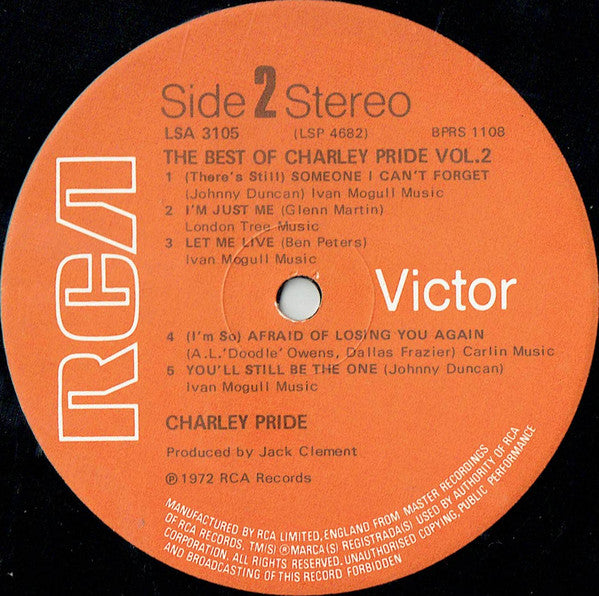 Side 2 Stereo
LSA 3105 (LSP 4682) BPRS 1108
THE BEST OF CHARLEY PRIDE VOL.2
1 (There's Still) SOMEONE I CAN'T FORGET
(Johnny Duncan) Ivan Mogull Music
2 I'M JUST ME (Glenn Martin)
London Tree Music
3 LET ME LIVE (Ben Peters)
Ivan Mogull Music
RCA
Victor
4 (I'm So) AFRAID OF LOSING YOU AGAIN
(A.L.'Doodle' Owens, Dallas Frazier) Carlin Music
5 YOU'LL STILL BE THE ONE (Johnny Duncan)
Ivan Mogull Music
CHARLEY PRIDE
Produced by Jack Clement
℗1972 RCA Records
MANUFACTURED BY RCA LIMITED, ENGLAND FROM MASTER RECORDINGS
OF RCA RECORDS. TM(S) ® MARCA(S) REGISTRADA(S) USED BY AUTHORITY OF RCA
CORPORATION. ALL RIGHTS RESERVED. UNAUTHORISED COPYING, PUBLIC PERFORMANCE
AND BROADCASTING OF THIS RECORD FORBIDDEN